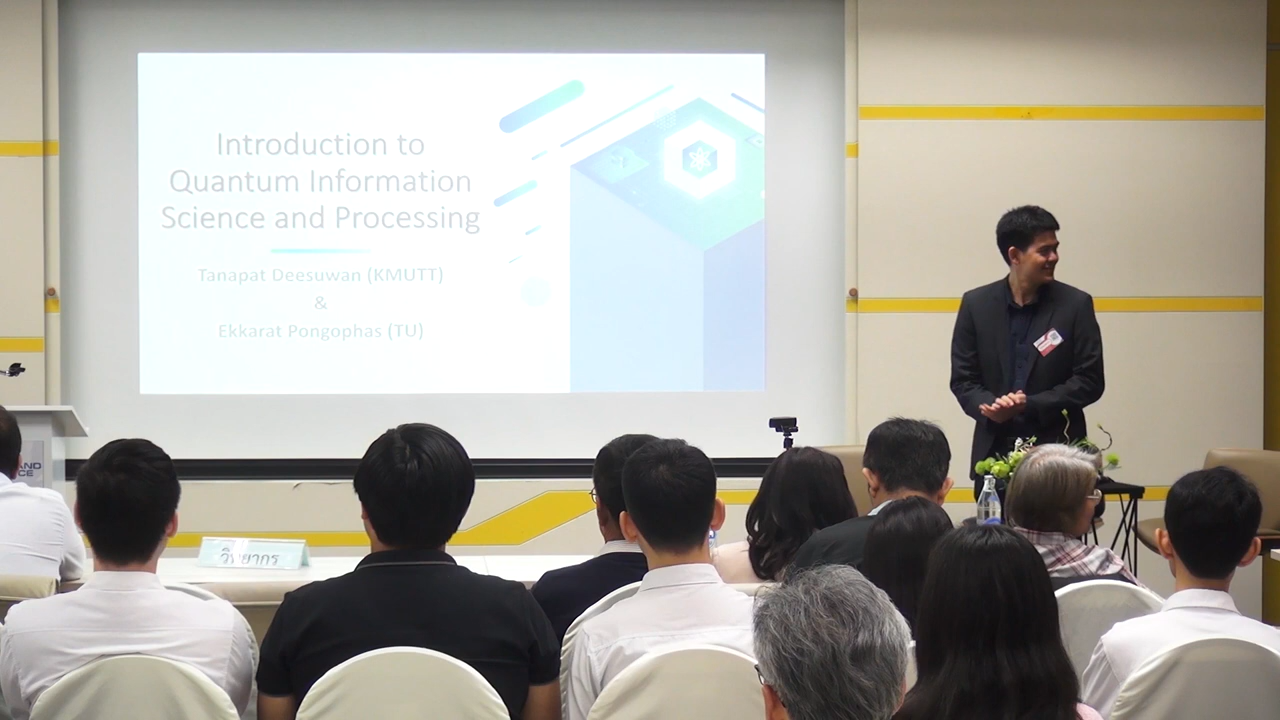 Introduction to
Quantum Information
Science and Processing
Tanapat Deesuwan (KMUTT)
&
Ekkarat Pongophas (TU)
วิทยากร